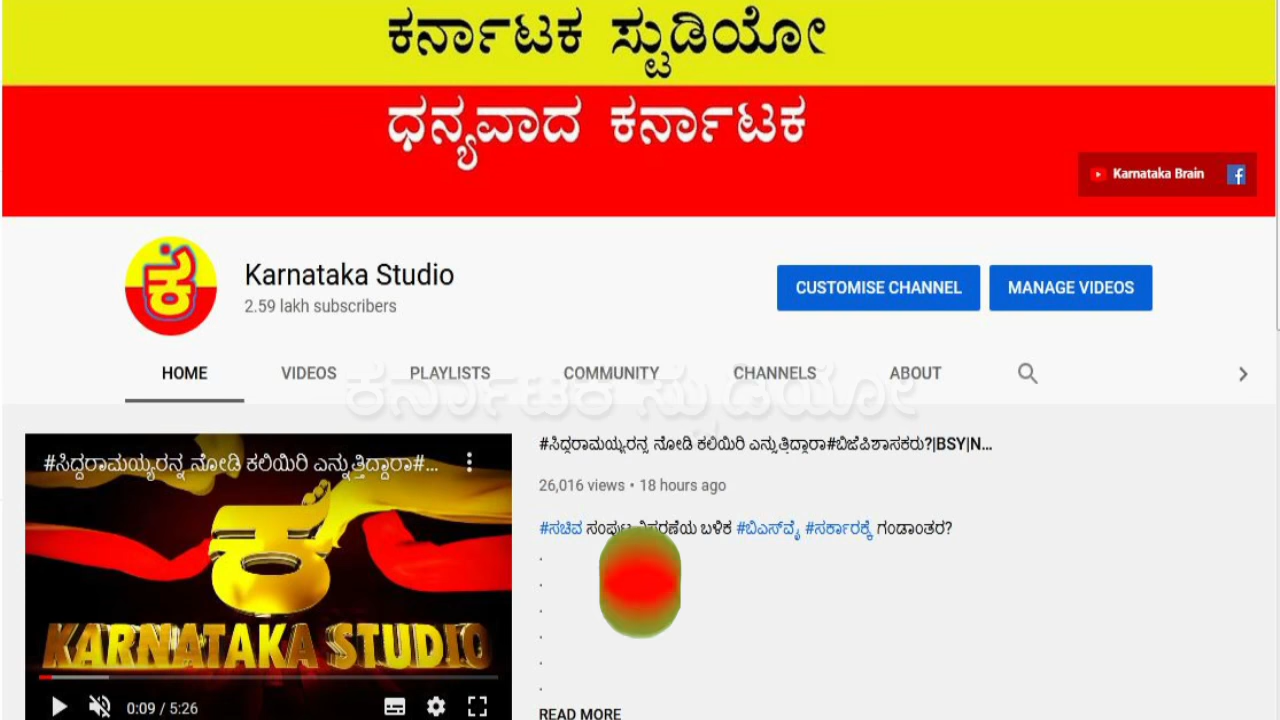 ಕರ್ನಾಟಕ ಸ್ಟುಡಿಯೋ
ಧನ್ಯವಾದ ಕರ್ನಾಟಕ
Karnataka Brain
ಕ
Karnataka Studio
2.59 lakh subscribers
CUSTOMISE CHANNEL
MANAGE VIDEOS
HOME VIDEOS PLAYLISTS COMMUNITY CHANNELS ABOUT
ಕರ್ನಾಟಕ ಸ್ಟುಡಿಯೋ
#ಸಿದ್ದರಾಮಯ್ಯರನ್ನ ನೋಡಿ ಕಲಿಯಿರಿ ಎನ್ನುತ್ತಿದ್ದಾರಾ#...
ಕ
KARNATAKA STUDIO
0:09 / 5:26
#ಸಿದ್ದರಾಮಯ್ಯರನ್ನ ನೋಡಿ ಕಲಿಯಿರಿ ಎನ್ನುತ್ತಿದ್ದಾರಾ#ಬಿಜೆಪಿಶಾಸಕರು?|BSY|N...
26,016 views • 18 hours ago
#ಸಚಿವ ಬಳಿಕ #ಬಿಎಸ್‌ವೈ #ಸರ್ಕಾರಕ್ಕೆ ಗಂಡಾಂತರ?
.
.
.
.
.
.
READ MORE